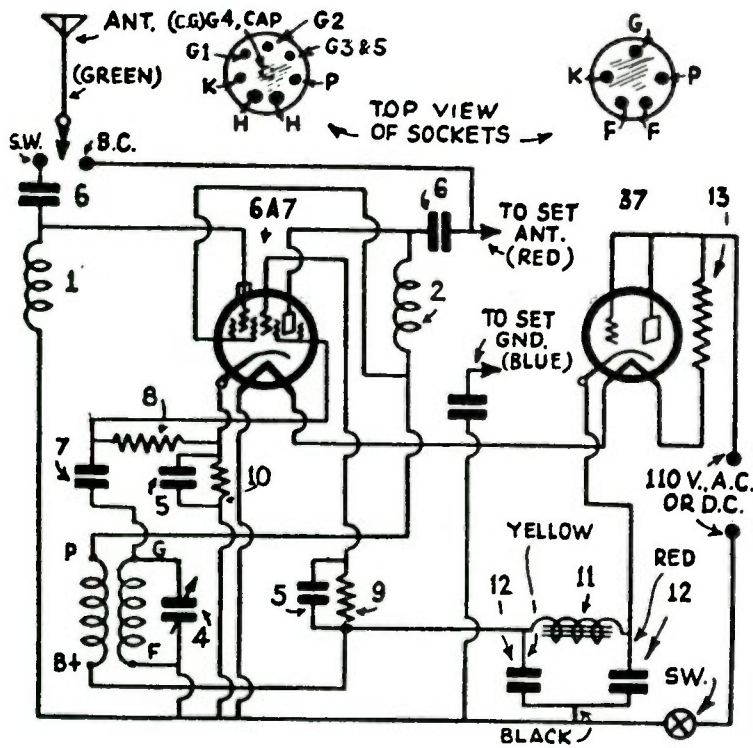 ANT. (C.G.)G4, CAP
G2
G1
G3&5
(GREEN)
K
P
H
H
G
K
P
F
F
TOP VIEW
OF SOCKETS
S.W.
B.C.
6
6
6A7
TO SET
ANT.
(RED)
37
13
1
2
TO SET
GND.
(BLUE)
8
7
5
10
110 V., A.C.
OR D.C.
YELLOW
RED
P
G
4
5
9
12
11
12
B+
F
SW.
BLACK